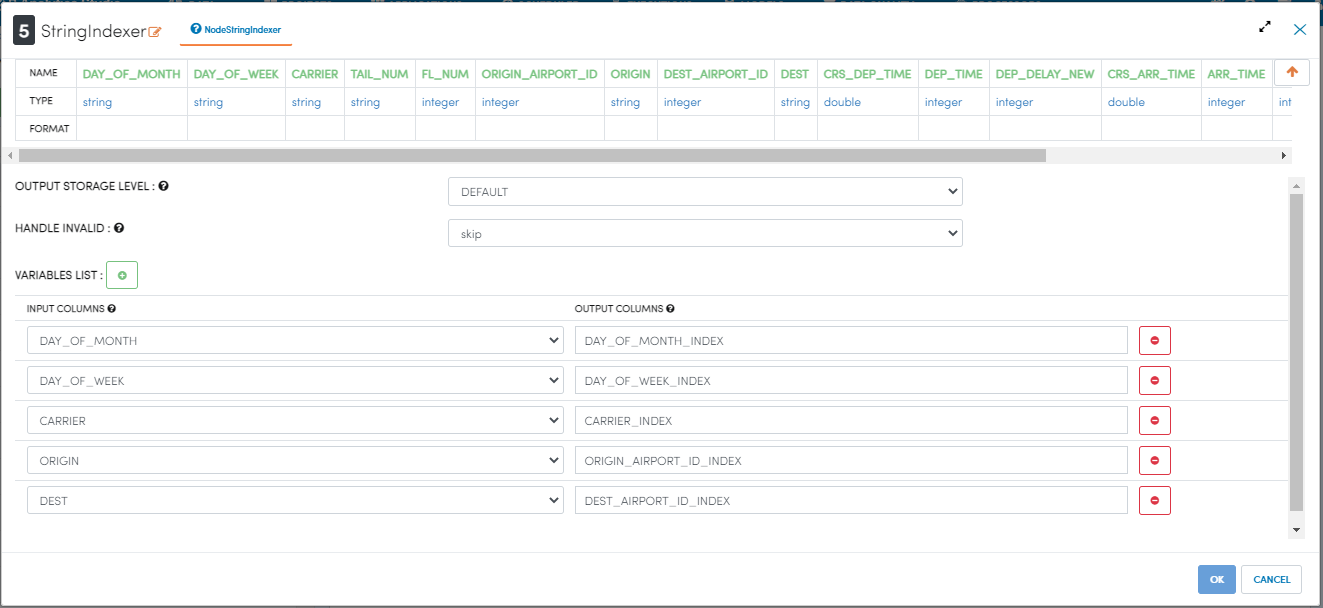 5 StringIndexer NodeStringIndexer
NAME DAY_OF_MONTH DAY_OF_WEEK CARRIER TAIL_NUM FL_NUM ORIGIN_AIRPORT_ID ORIGIN DEST_AIRPORT_ID DEST CRS_DEP_TIME DEP_TIME DEP_DELAY_NEW CRS_ARR_TIME ARR_TIME
TYPE string string string string integer integer string integer string double integer integer double integer int
FORMAT
OUTPUT STORAGE LEVEL : DEFAULT
HANDLE INVALID : skip
VARIABLES LIST :
INPUT COLUMNS OUTPUT COLUMNS
DAY_OF_MONTH DAY_OF_MONTH_INDEX
DAY_OF_WEEK DAY_OF_WEEK_INDEX
CARRIER CARRIER_INDEX
ORIGIN ORIGIN_AIRPORT_ID_INDEX
DEST DEST_AIRPORT_ID_INDEX
OK CANCEL